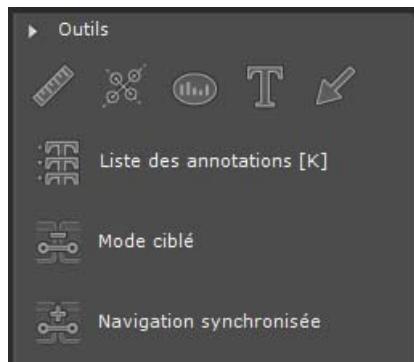 Outils
Liste des annotations [K]
Mode ciblé
Navigation synchronisée